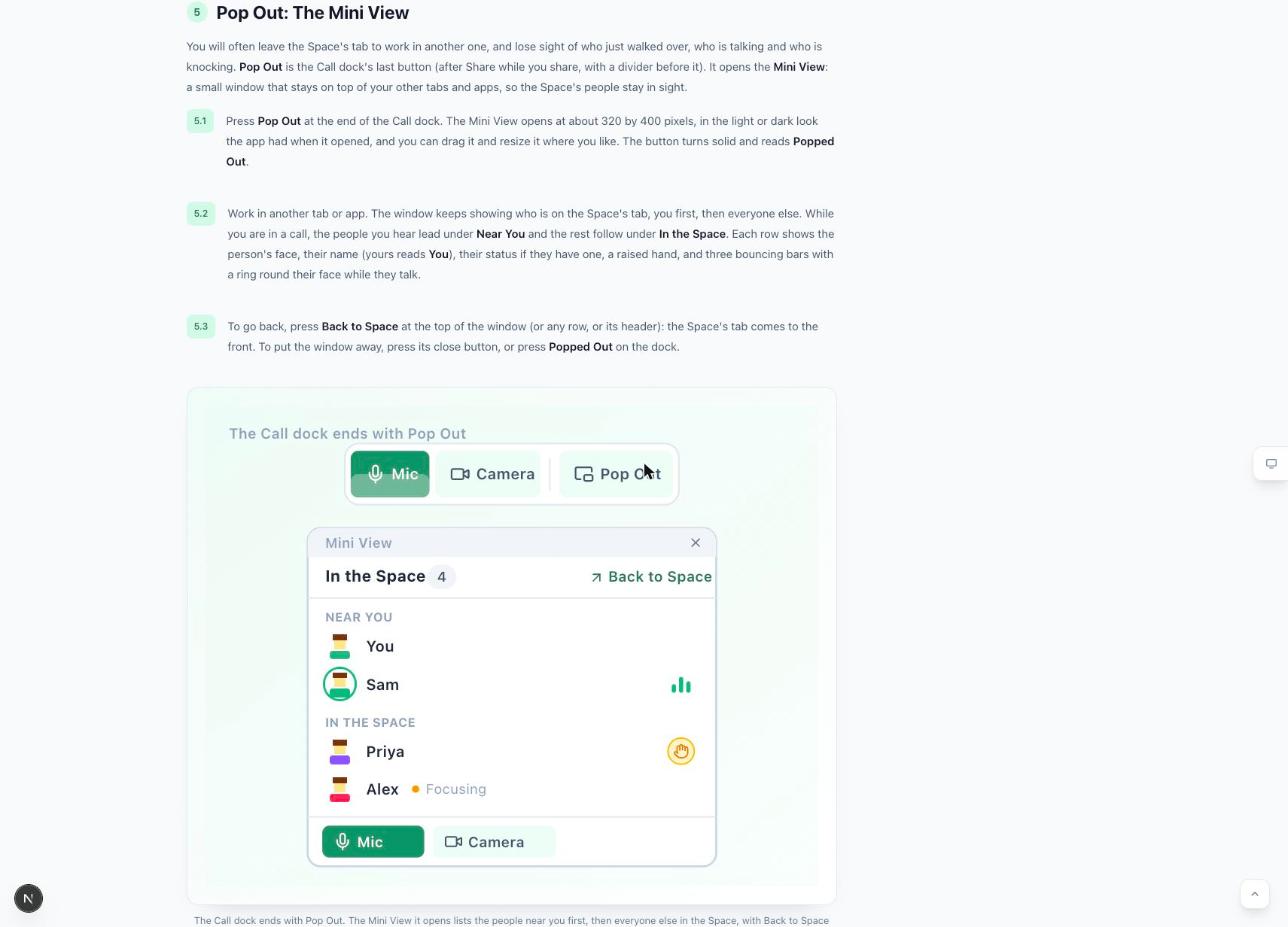 5 Pop Out: The Mini View
You will often leave the Space's tab to work in another one, and lose sight of who just walked over, who is talking and who is
knocking. Pop Out is the Call dock's last button (after Share while you share, with a divider before it). It opens the Mini View:
a small window that stays on top of your other tabs and apps, so the Space's people stay in sight.
5.1 Press Pop Out at the end of the Call dock. The Mini View opens at about 320 by 400 pixels, in the light or dark look
the app had when it opened, and you can drag it and resize it where you like. The button turns solid and reads Popped
Out.
5.2 Work in another tab or app. The window keeps showing who is on the Space's tab, you first, then everyone else. While
you are in a call, the people you hear lead under Near You and the rest follow under In the Space. Each row shows the
person's face, their name (yours reads You), their status if they have one, a raised hand, and three bouncing bars with
a ring round their face while they talk.
5.3 To go back, press Back to Space at the top of the window (or any row, or its header): the Space's tab comes to the
front. To put the window away, press its close button, or press Popped Out on the dock.
The Call dock ends with Pop Out
Mic Camera Pop Out
Mini View
In the Space 4 Back to Space
NEAR YOU
You
Sam
IN THE SPACE
Priya
Alex Focusing
Mic Camera
N
The Call dock ends with Pop Out. The Mini View it opens lists the people near you first, then everyone else in the Space, with Back to Space